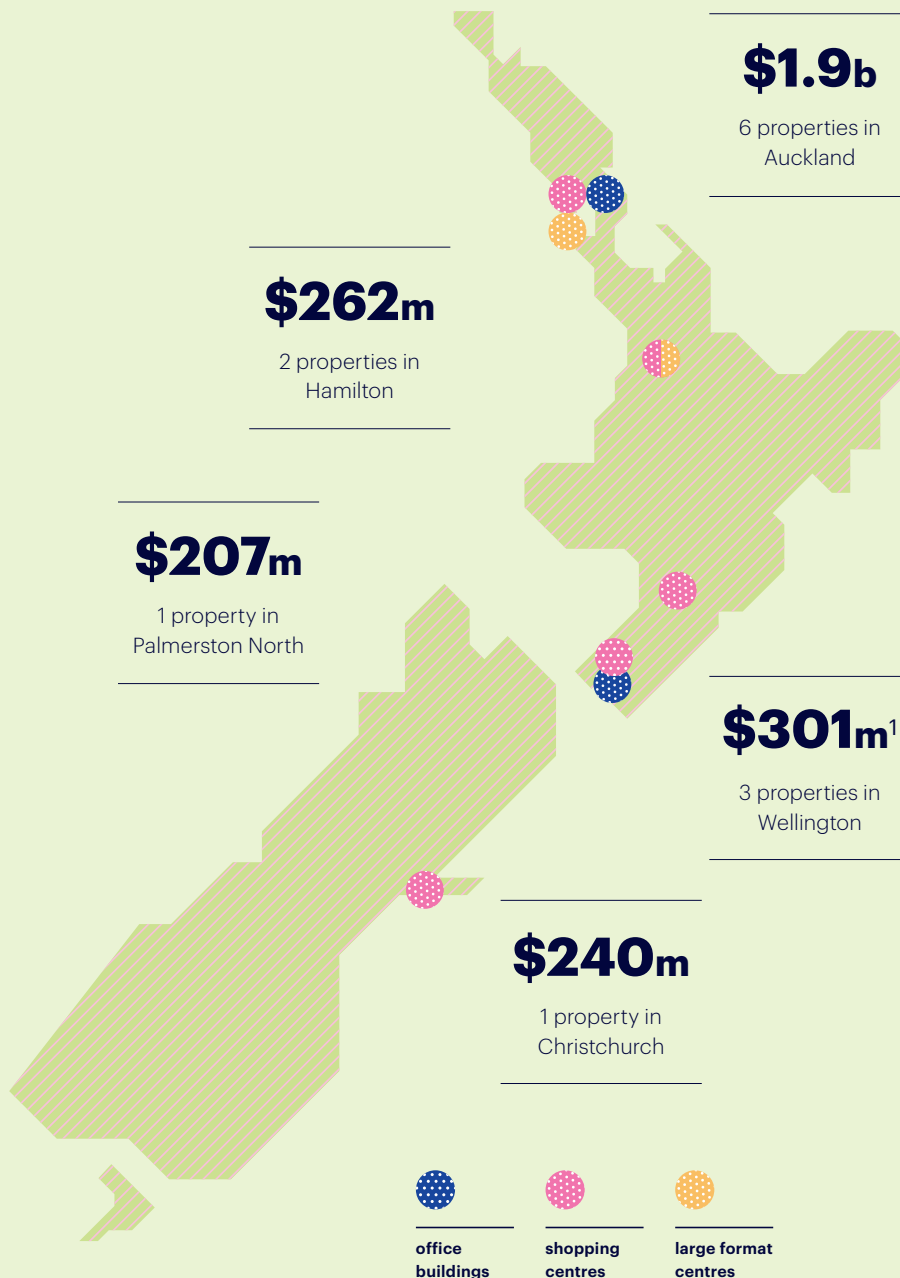 $1.9b
6 properties in
Auckland
$262m
2 properties in
Hamilton
$207m
1 property in
Palmerston North
$301m¹
3 properties in
Wellington
$240m
1 property in
Christchurch
office
buildings
shopping
centres
large format
centres